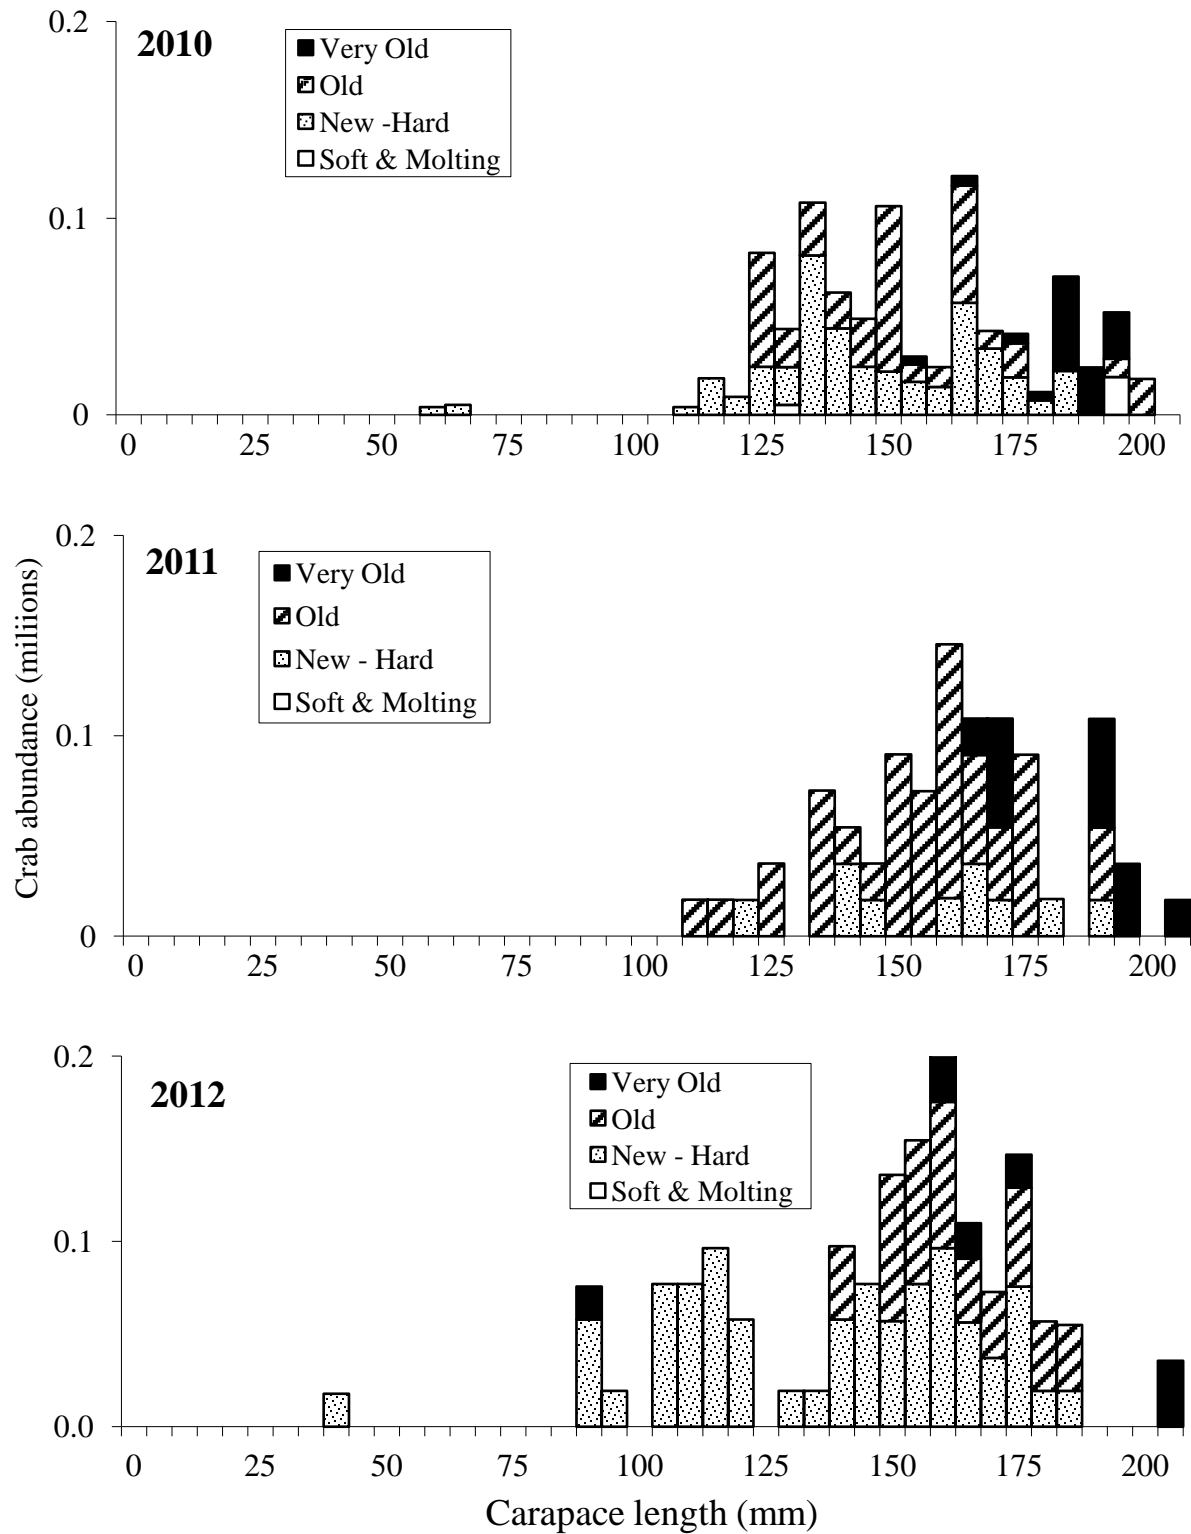 0.2
2010
Very Old
Old
New -Hard
Soft & Molting
0.1
0
0 25 50 75 100 125 150 175 200
0.2
2011
Very Old
Old
New - Hard
Soft & Molting
0.1
0
0 25 50 75 100 125 150 175 200
Crab abundance (miliions)
0.2
2012
Very Old
Old
New - Hard
Soft & Molting
0.1
0.0
0 25 50 75 100 125 150 175 200
Carapace length (mm)